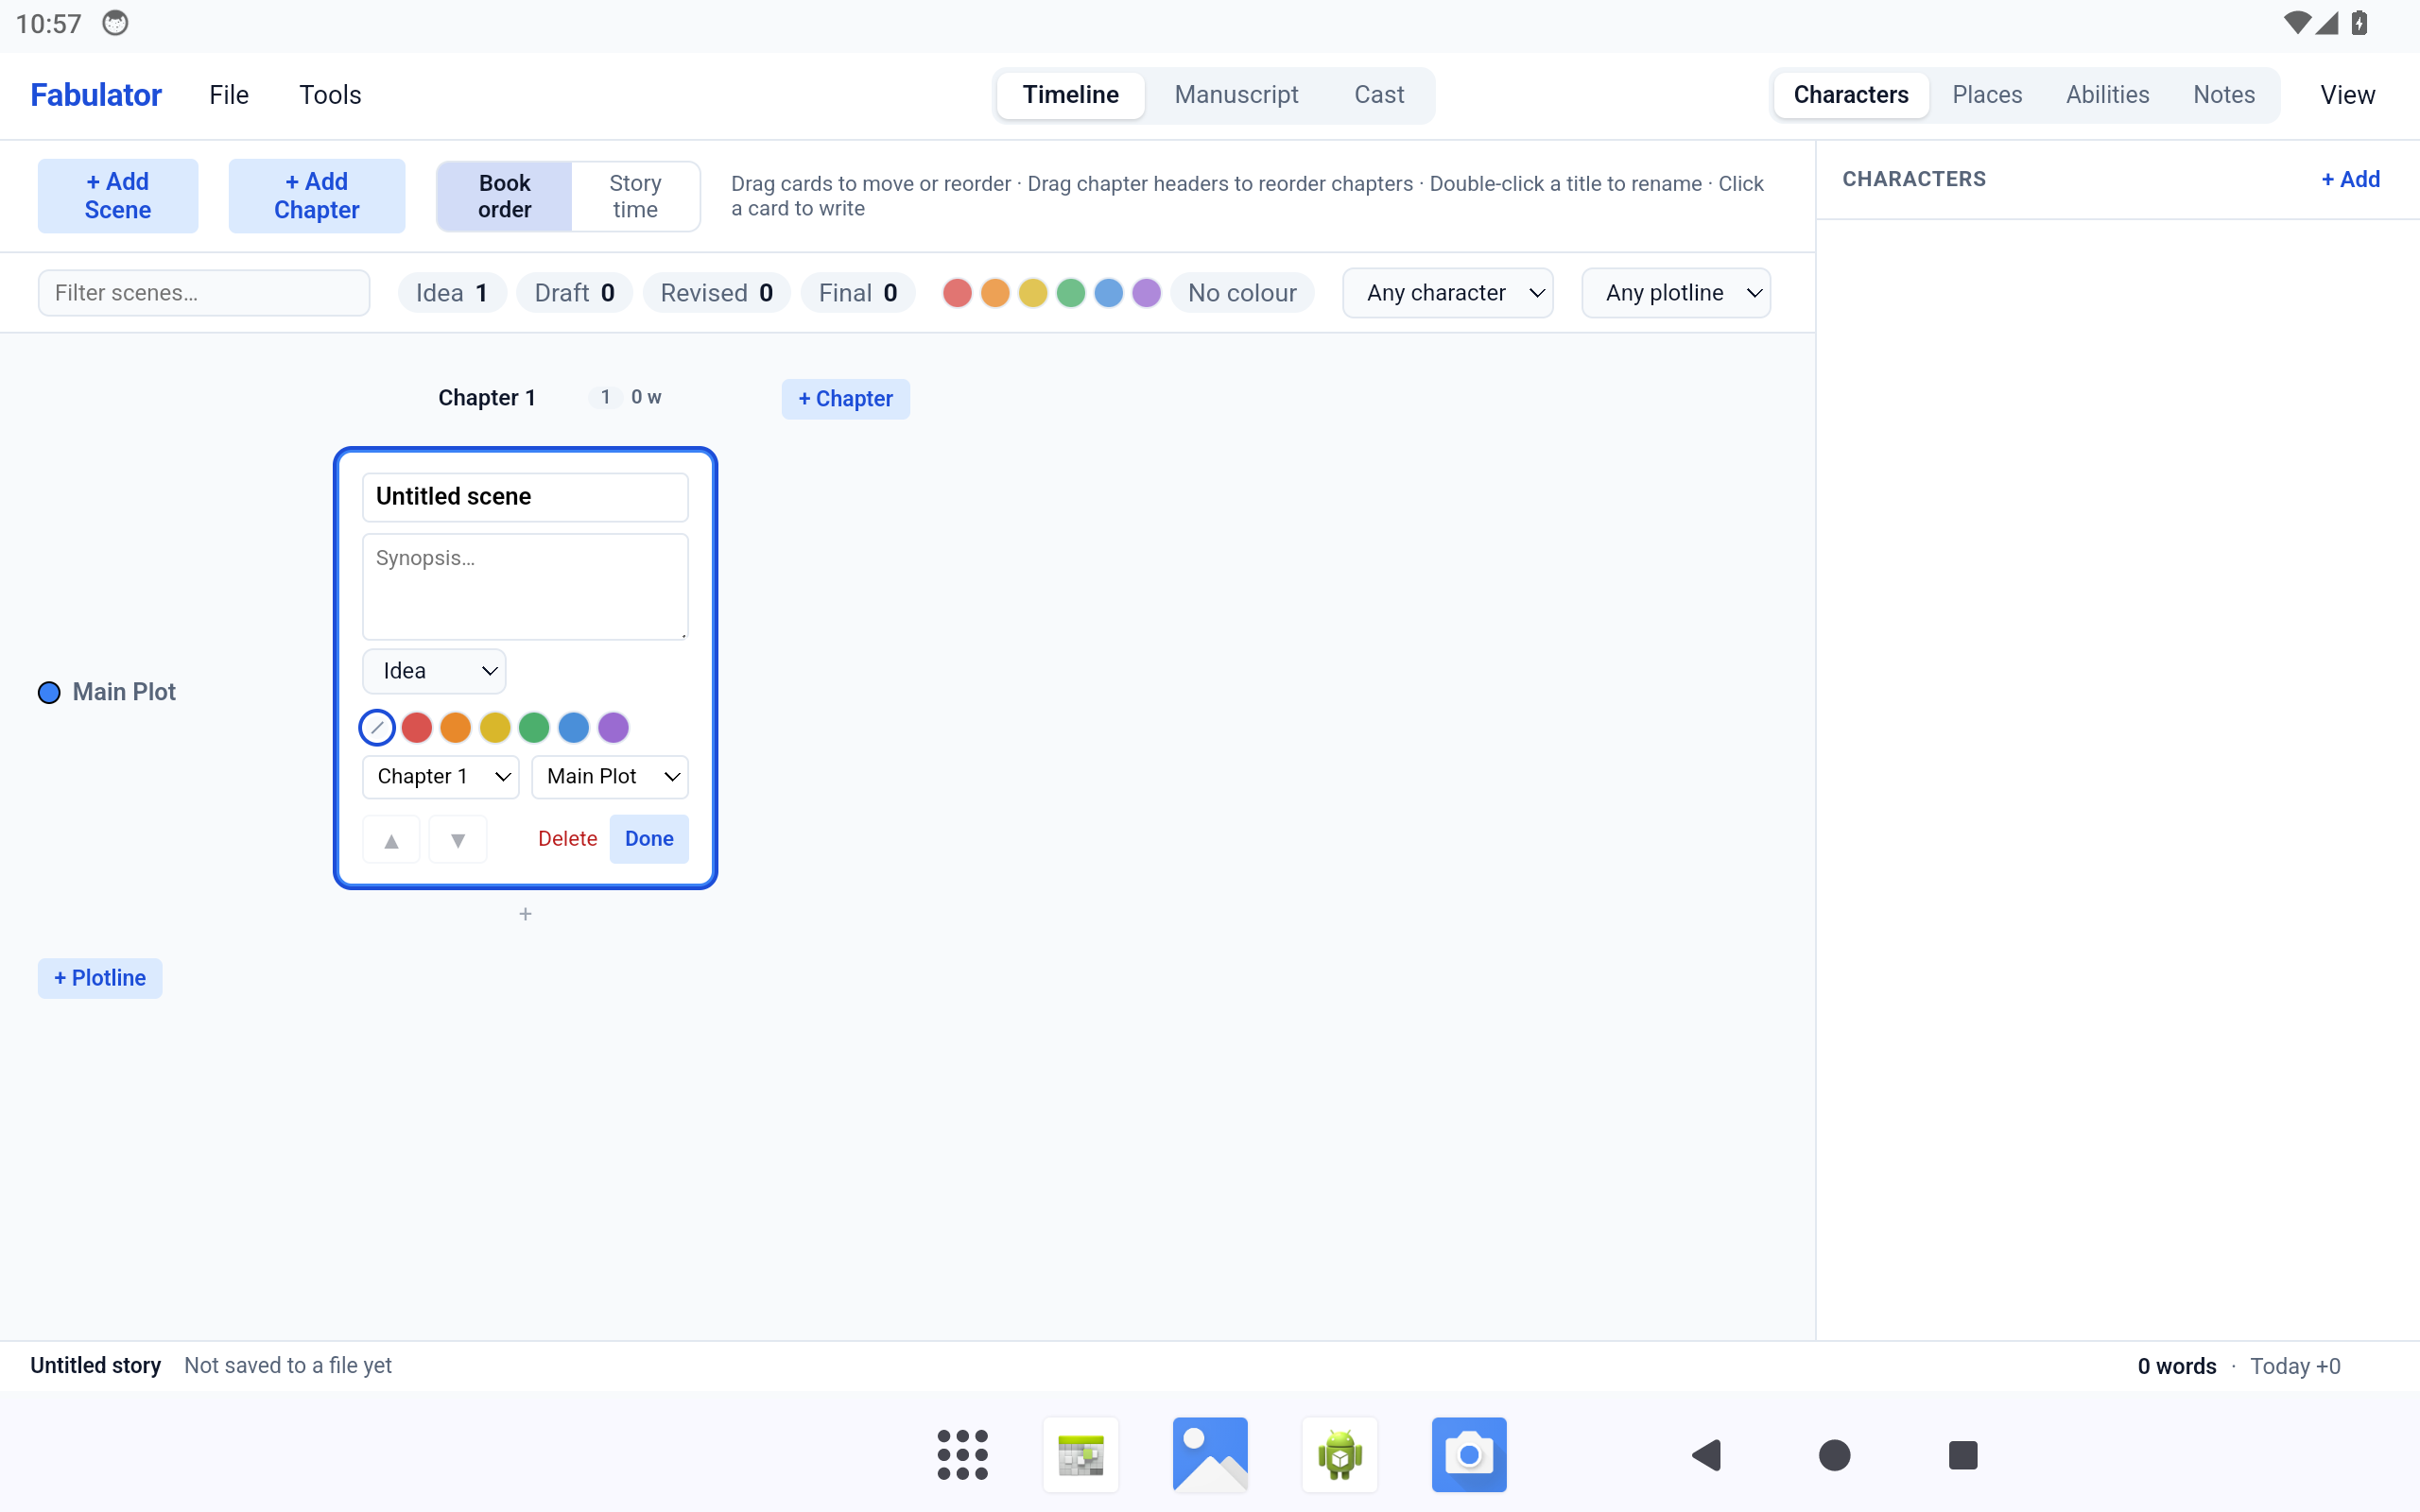 10:57
Fabulator File Tools Timeline Manuscript Cast Characters Places Abilities Notes View
+ Add Scene
+ Add Chapter
Book order
Story time
Drag cards to move or reorder · Drag chapter headers to reorder chapters · Double-click a title to rename · Click
a card to write
CHARACTERS + Add
Filter scenes… Idea 1 Draft 0 Revised 0 Final 0 No colour Any character Any plotline
Chapter 1 1 0 w + Chapter
Untitled scene
Synopsis…
Idea
Main Plot
Chapter 1 Main Plot
▲ ▼ Delete Done
+
+ Plotline
Untitled story Not saved to a file yet 0 words · Today +0